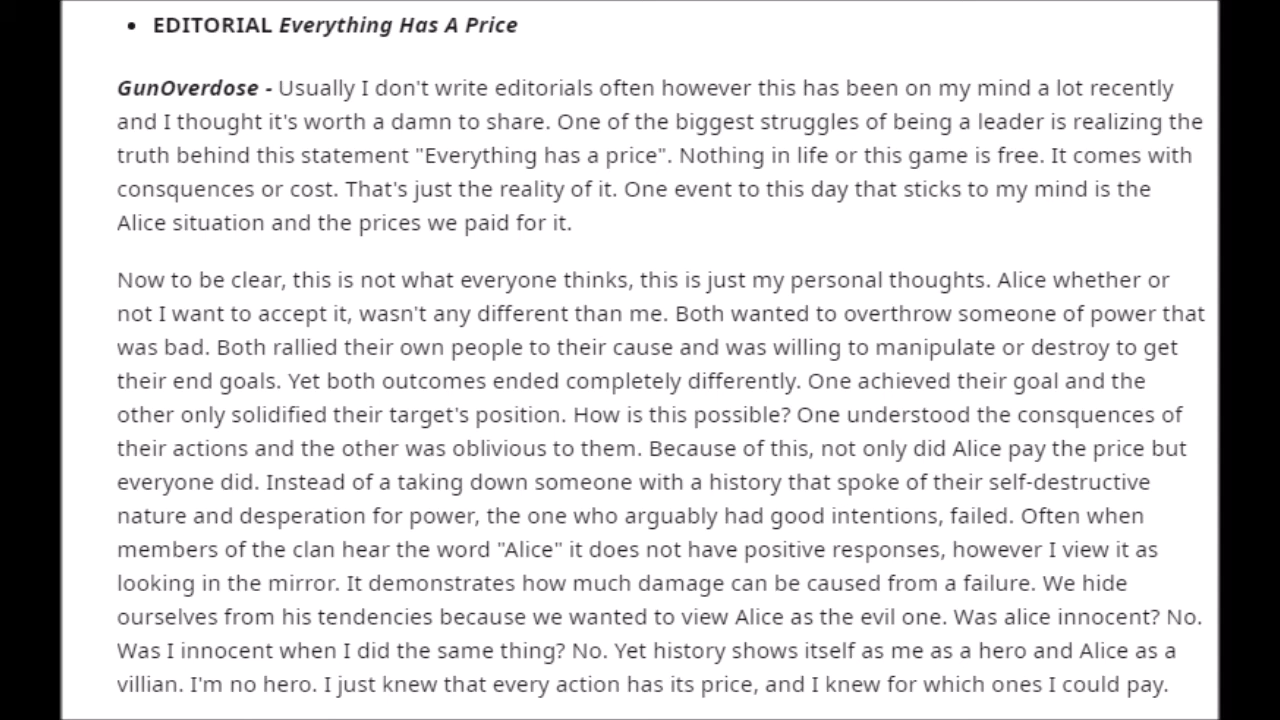 • EDITORIAL Everything Has A Price
GunOverdose - Usually I don't write editorials often however this has been on my mind a lot recently
and I thought it's worth a damn to share. One of the biggest struggles of being a leader is realizing the
truth behind this statement "Everything has a price". Nothing in life or this game is free. It comes with
consquences or cost. That's just the reality of it. One event to this day that sticks to my mind is the
Alice situation and the prices we paid for it.
Now to be clear, this is not what everyone thinks, this is just my personal thoughts. Alice whether or
not I want to accept it, wasn't any different than me. Both wanted to overthrow someone of power that
was bad. Both rallied their own people to their cause and was willing to manipulate or destroy to get
their end goals. Yet both outcomes ended completely differently. One achieved their goal and the
other only solidified their target's position. How is this possible? One understood the consquences of
their actions and the other was oblivious to them. Because of this, not only did Alice pay the price but
everyone did. Instead of a taking down someone with a history that spoke of their self-destructive
nature and desperation for power, the one who arguably had good intentions, failed. Often when
members of the clan hear the word "Alice" it does not have positive responses, however I view it as
looking in the mirror. It demonstrates how much damage can be caused from a failure. We hide
ourselves from his tendencies because we wanted to view Alice as the evil one. Was alice innocent? No.
Was I innocent when I did the same thing? No. Yet history shows itself as me as a hero and Alice as a
villian. I'm no hero. I just knew that every action has its price, and I knew for which ones I could pay.